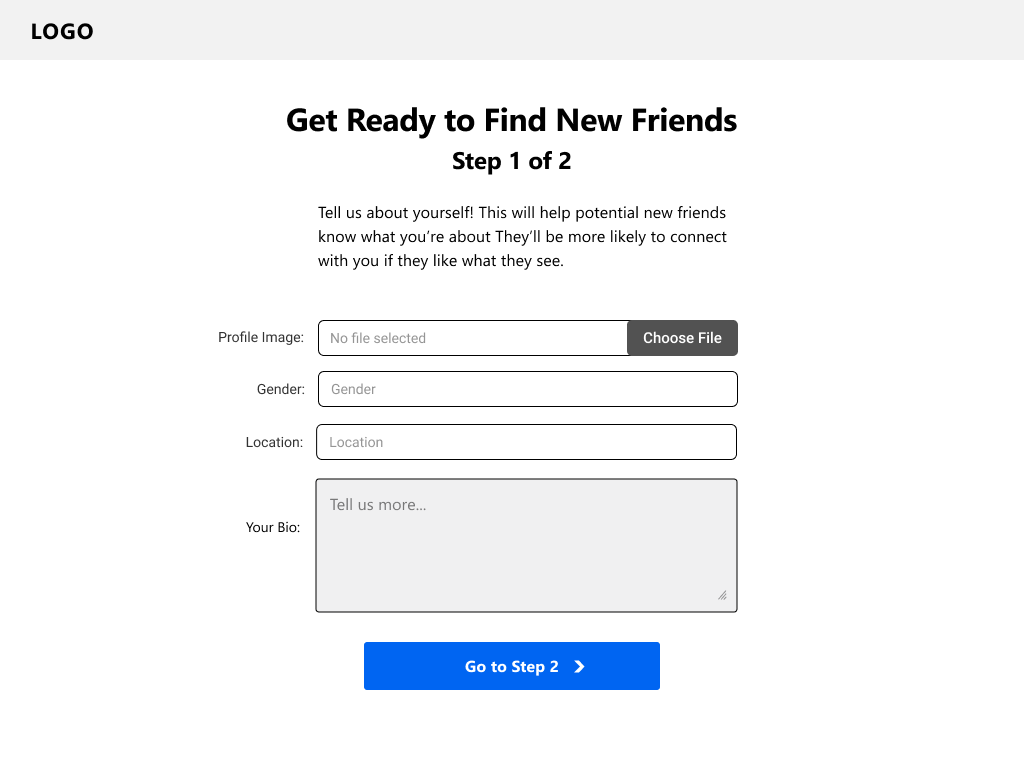 LOGO
Get Ready to Find New Friends
Step 1 of 2
Tell us about yourself! This will help potential new friends
know what you’re about They’ll be more likely to connect
with you if they like what they see.
Profile Image: No file selected Choose File
Gender: Gender
Location: Location
Your Bio: Tell us more...
Go to Step 2